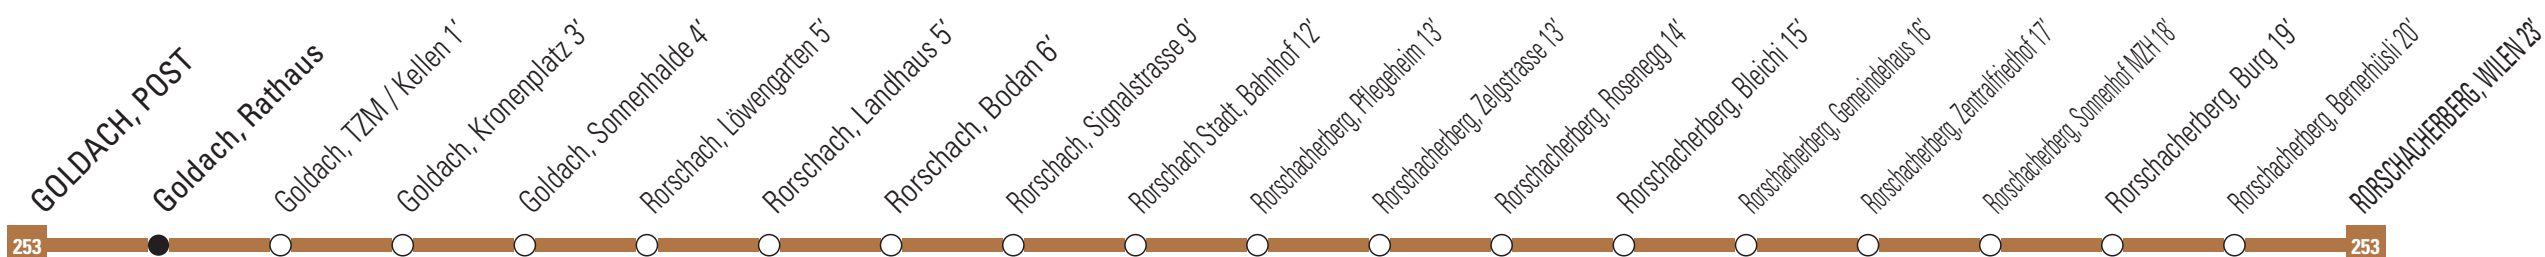 GOLDACH, POST
Goldach, Rathaus
Goldach, TZM / Kellen 1′
Goldach, Kronenplatz 3′
Goldach, Sonnenhalde 4′
Rorschach, Löwengarten 5′
Rorschach, Landhaus 5′
Rorschach, Bodan 6′
Rorschach, Signalstrasse 9′
Rorschach Stadt, Bahnhof 12′
Rorschacherberg, Pflegeheim 13′
Rorschacherberg, Zelgstrasse 13′
Rorschacherberg, Rosenegg 14′
Rorschacherberg, Bleichi 15′
Rorschacherberg, Gemeindehaus 16′
Rorschacherberg, Zentralfriedhof 17′
Rorschacherberg, Sonnenhof MZH 18′
Rorschacherberg, Burg 19′
Rorschacherberg, Bernerhüsli 20′
RORSCHACHERBERG, WILEN 23′
253
253